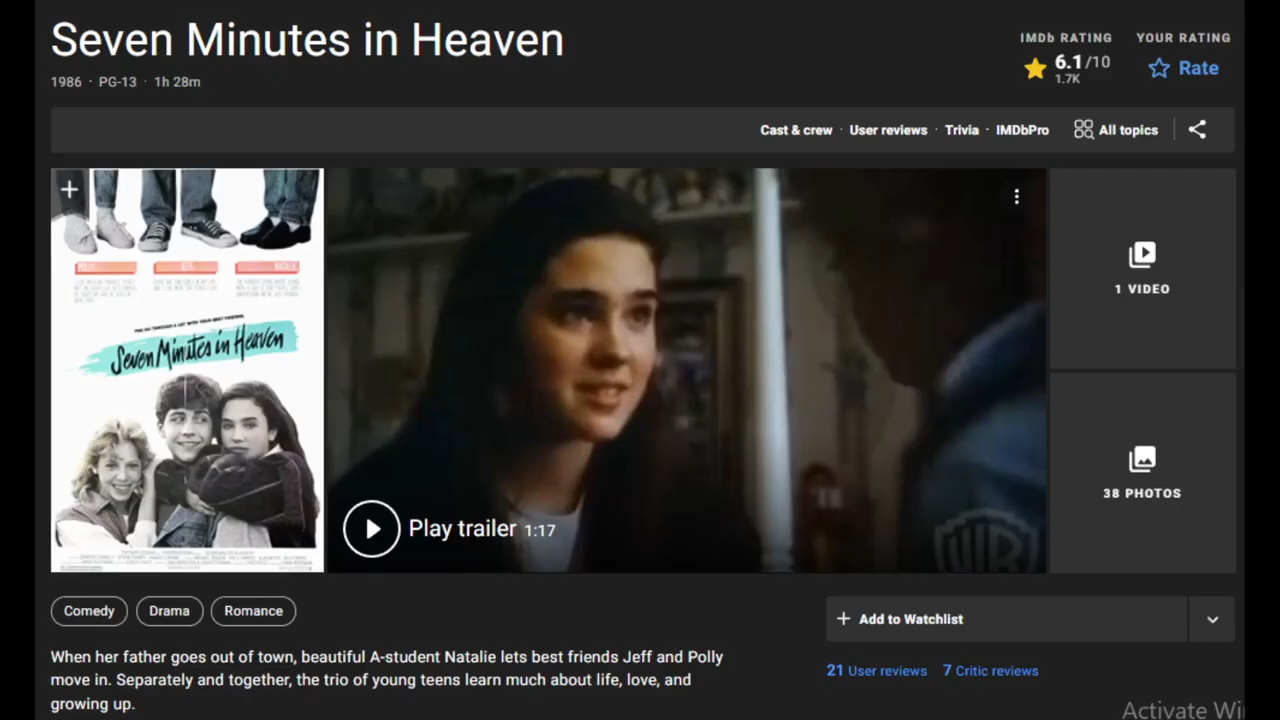 Seven Minutes in Heaven
1986 · PG-13 · 1h 28m
IMDb RATING
6.1/10
1.7K
YOUR RATING
Rate
Cast & crew · User reviews · Trivia · IMDbPro
All topics
POLLY
JEFF
NATALIE
Seven Minutes in Heaven
Play trailer 1:17
WB
1 VIDEO
38 PHOTOS
Comedy
Drama
Romance
When her father goes out of town, beautiful A-student Natalie lets best friends Jeff and Polly
move in. Separately and together, the trio of young teens learn much about life, love, and
growing up.
+ Add to Watchlist
21 User reviews 7 Critic reviews
Activate Wi